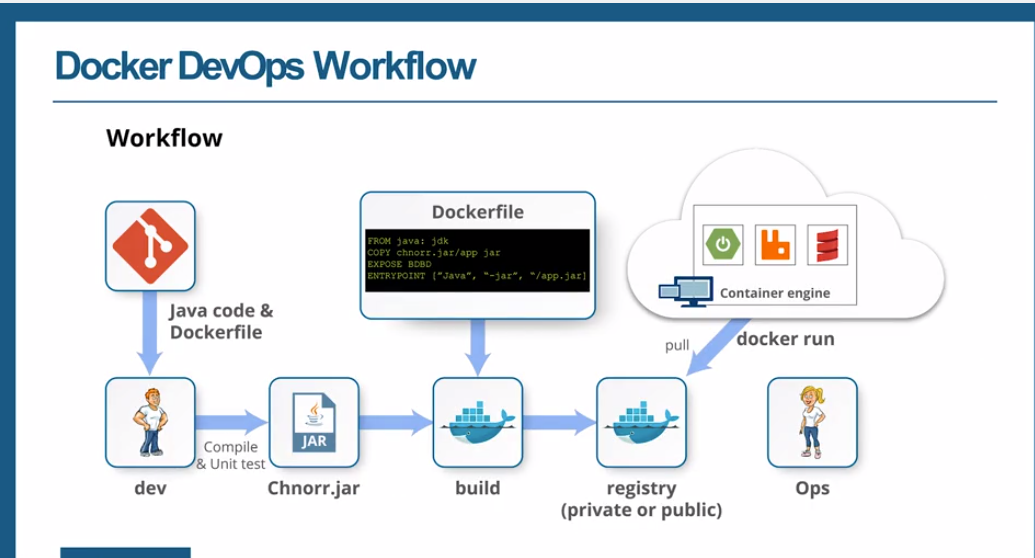 Docker DevOps Workflow
Workflow
Dockerfile
FROM java: jdk
COPY chnorr.jar/app jar
EXPOSE BDBD
ENTRYPOINT ["Java", "-jar", "/app.jar]
Container engine
Java code &
Dockerfile
pull
docker run
JAR
Compile
& Unit test
dev
Chnorr.jar
build
registry
(private or public)
Ops